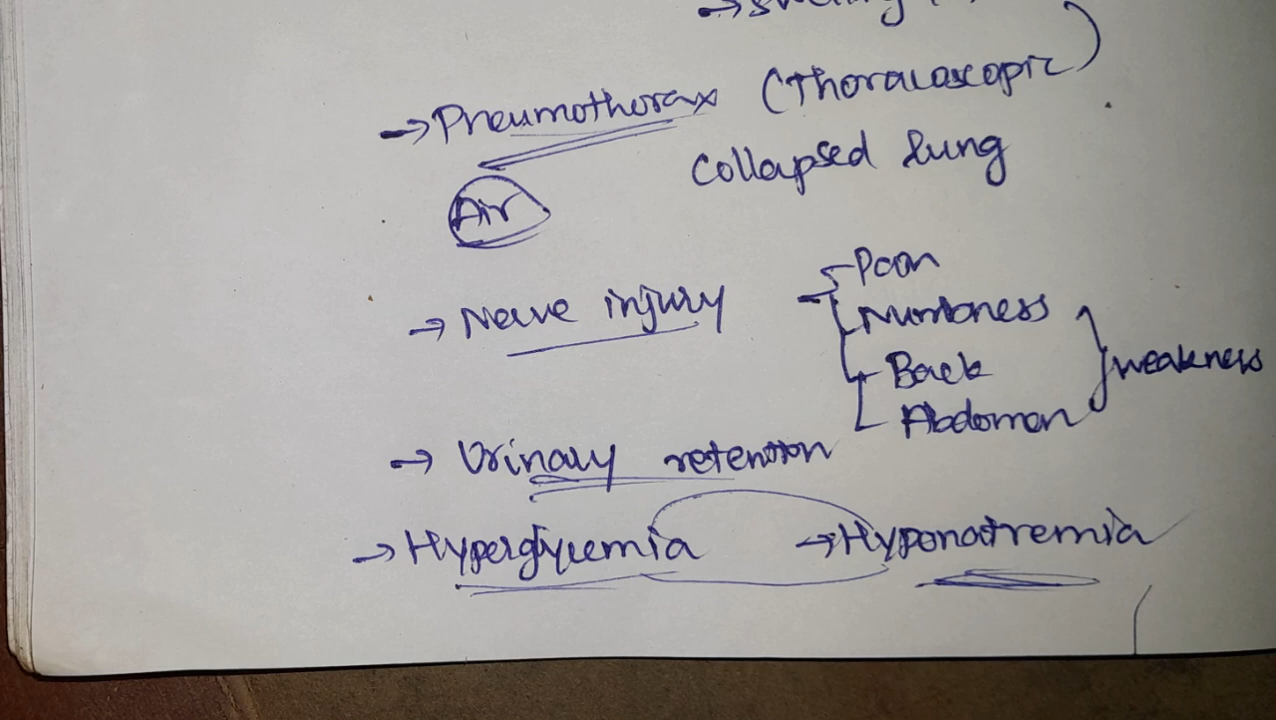 →Pneumothorax (Thoracoscopic)
Collapsed lung
Air
→ Nerve injury
Pain
Numbness
Back
Abdomen
weakness
→ Urinary retention
→ Hyperglycemia → Hyponatremia